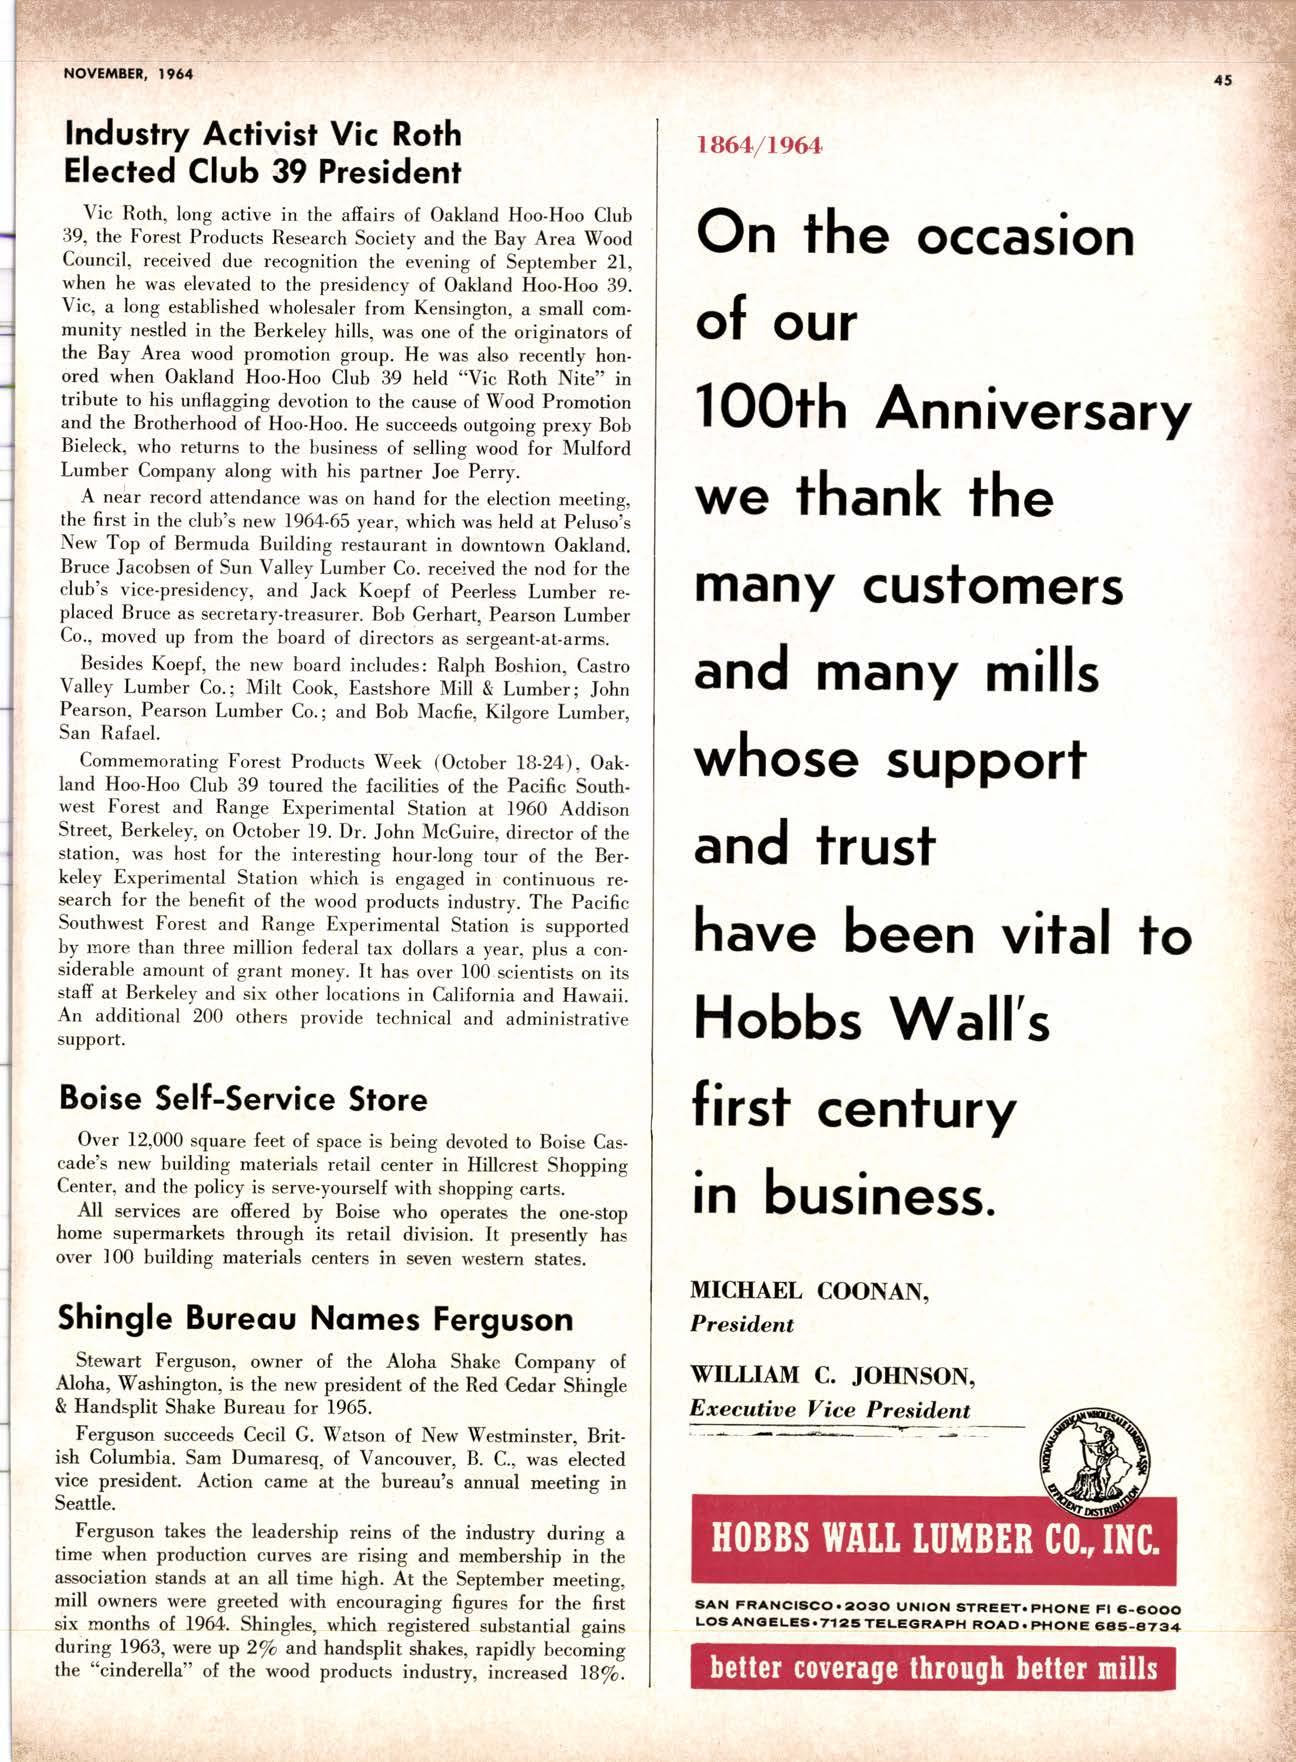 NOVEMBER, 1964
45
Industry Activist Vic Roth
Elected Club 39 President
Vic Roth, long active in the affairs of Oakland Hoo-Hoo Club
39, the Forest Products Research Society and the Bay Area Wood
Council, received due recognition the evening of September 21,
when he was elevated to the presidency of Oakland Hoo-Hoo 39.
Vic, a long established wholesaler from Kensington, a small com-
munity nestled in the Berkeley hills, was one of the originators of
the Bay Area wood promotion group. He was also recently hon-
ored when Oakland Hoo-Hoo Club 39 held “Vic Roth Nite” in
tribute to his unflagging devotion to the cause of Wood Promotion
and the Brotherhood of Hoo-Hoo. He succeeds outgoing prexy Bob
Bieleck, who returns to the business of selling wood for Mulford
Lumber Company along with his partner Joe Perry.
A near record attendance was on hand for the election meeting,
the first in the club’s new 1964-65 year, which was held at Peluso’s
New Top of Bermuda Building restaurant in downtown Oakland.
Bruce Jacobsen of Sun Valley Lumber Co. received the nod for the
club’s vice-presidency, and Jack Koepf of Peerless Lumber re-
placed Bruce as secretary-treasurer. Bob Gerhart, Pearson Lumber
Co., moved up from the board of directors as sergeant-at-arms.
Besides Koepf, the new board includes: Ralph Boshion, Castro
Valley Lumber Co.; Milt Cook, Eastshore Mill & Lumber; John
Pearson, Pearson Lumber Co.; and Bob Macfie, Kilgore Lumber,
San Rafael.
Commemorating Forest Products Week (October 18-24), Oak-
land Hoo-Hoo Club 39 toured the facilities of the Pacific South-
west Forest and Range Experimental Station at 1960 Addison
Street, Berkeley, on October 19. Dr. John McGuire, director of the
station, was host for the interesting hour-long tour of the Ber-
keley Experimental Station which is engaged in continuous re-
search for the benefit of the wood products industry. The Pacific
Southwest Forest and Range Experimental Station is supported
by more than three million federal tax dollars a year, plus a con-
siderable amount of grant money. It has over 100 scientists on its
staff at Berkeley and six other locations in California and Hawaii.
An additional 200 others provide technical and administrative
support.
Boise Self-Service Store
Over 12,000 square feet of space is being devoted to Boise Cas-
cade’s new building materials retail center in Hillcrest Shopping
Center, and the policy is serve-yourself with shopping carts.
All services are offered by Boise who operates the one-stop
home supermarkets through its retail division. It presently has
over 100 building materials centers in seven western states.
Shingle Bureau Names Ferguson
Stewart Ferguson, owner of the Aloha Shake Company of
Aloha, Washington, is the new president of the Red Cedar Shingle
& Handsplit Shake Bureau for 1965.
Ferguson succeeds Cecil G. Watson of New Westminster, Brit-
ish Columbia. Sam Dumaresq, of Vancouver, B. C., was elected
vice president. Action came at the bureau’s annual meeting in
Seattle.
Ferguson takes the leadership reins of the industry during a
time when production curves are rising and membership in the
association stands at an all time high. At the September meeting,
mill owners were greeted with encouraging figures for the first
six months of 1964. Shingles, which registered substantial gains
during 1963, were up 2% and handsplit shakes, rapidly becoming
the “cinderella” of the wood products industry, increased 18%.
1864/1964
On the occasion
of our
100th Anniversary
we thank the
many customers
and many mills
whose support
and trust
have been vital to
Hobbs Wall's
first century
in business.
MICHAEL COONAN,
President
WILLIAM C. JOHNSON,
Executive Vice President
NATIONAL-AMERICAN WHOLESALE LUMBER ASSN.
EFFICIENT DISTRIBUTION
HOBBS WALL LUMBER CO., INC.
SAN FRANCISCO • 2030 UNION STREET • PHONE FI 6-6000
LOS ANGELES • 7125 TELEGRAPH ROAD • PHONE 685-8734
better coverage through better mills